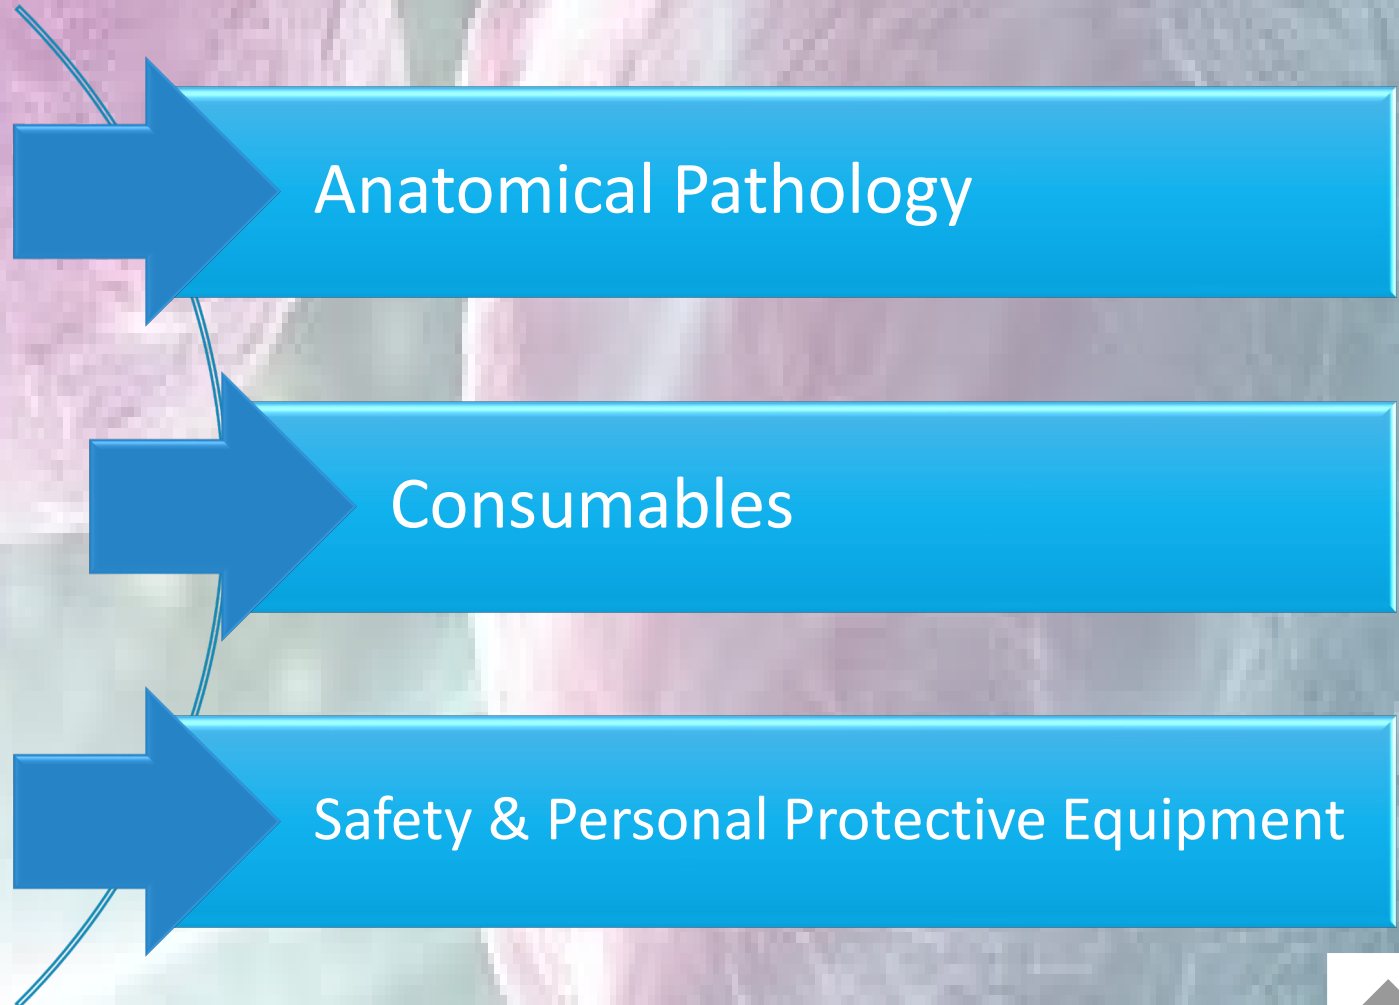 Anatomical Pathology
Consumables
Safety & Personal Protective Equipment